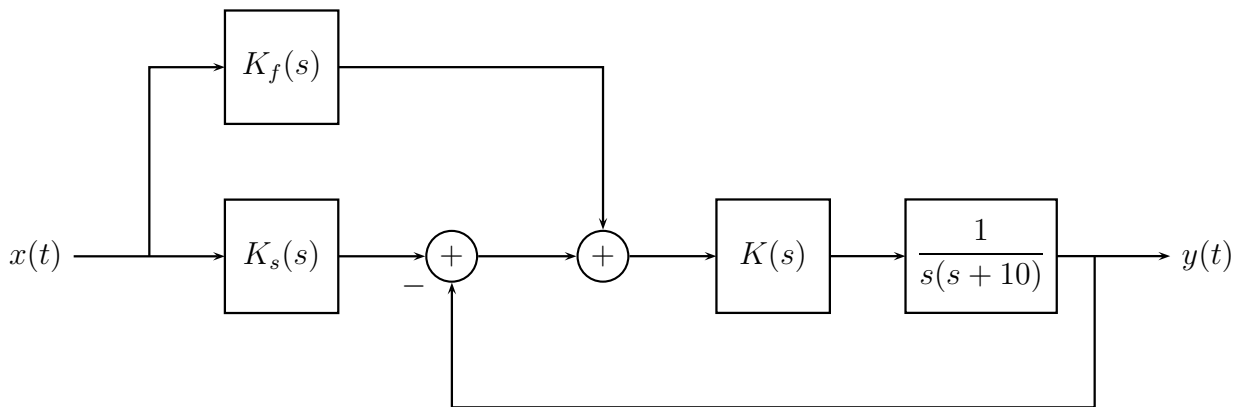 K_f(s)
x(t)
K_s(s)
+
−
+
K(s)
1
s(s + 10)
y(t)